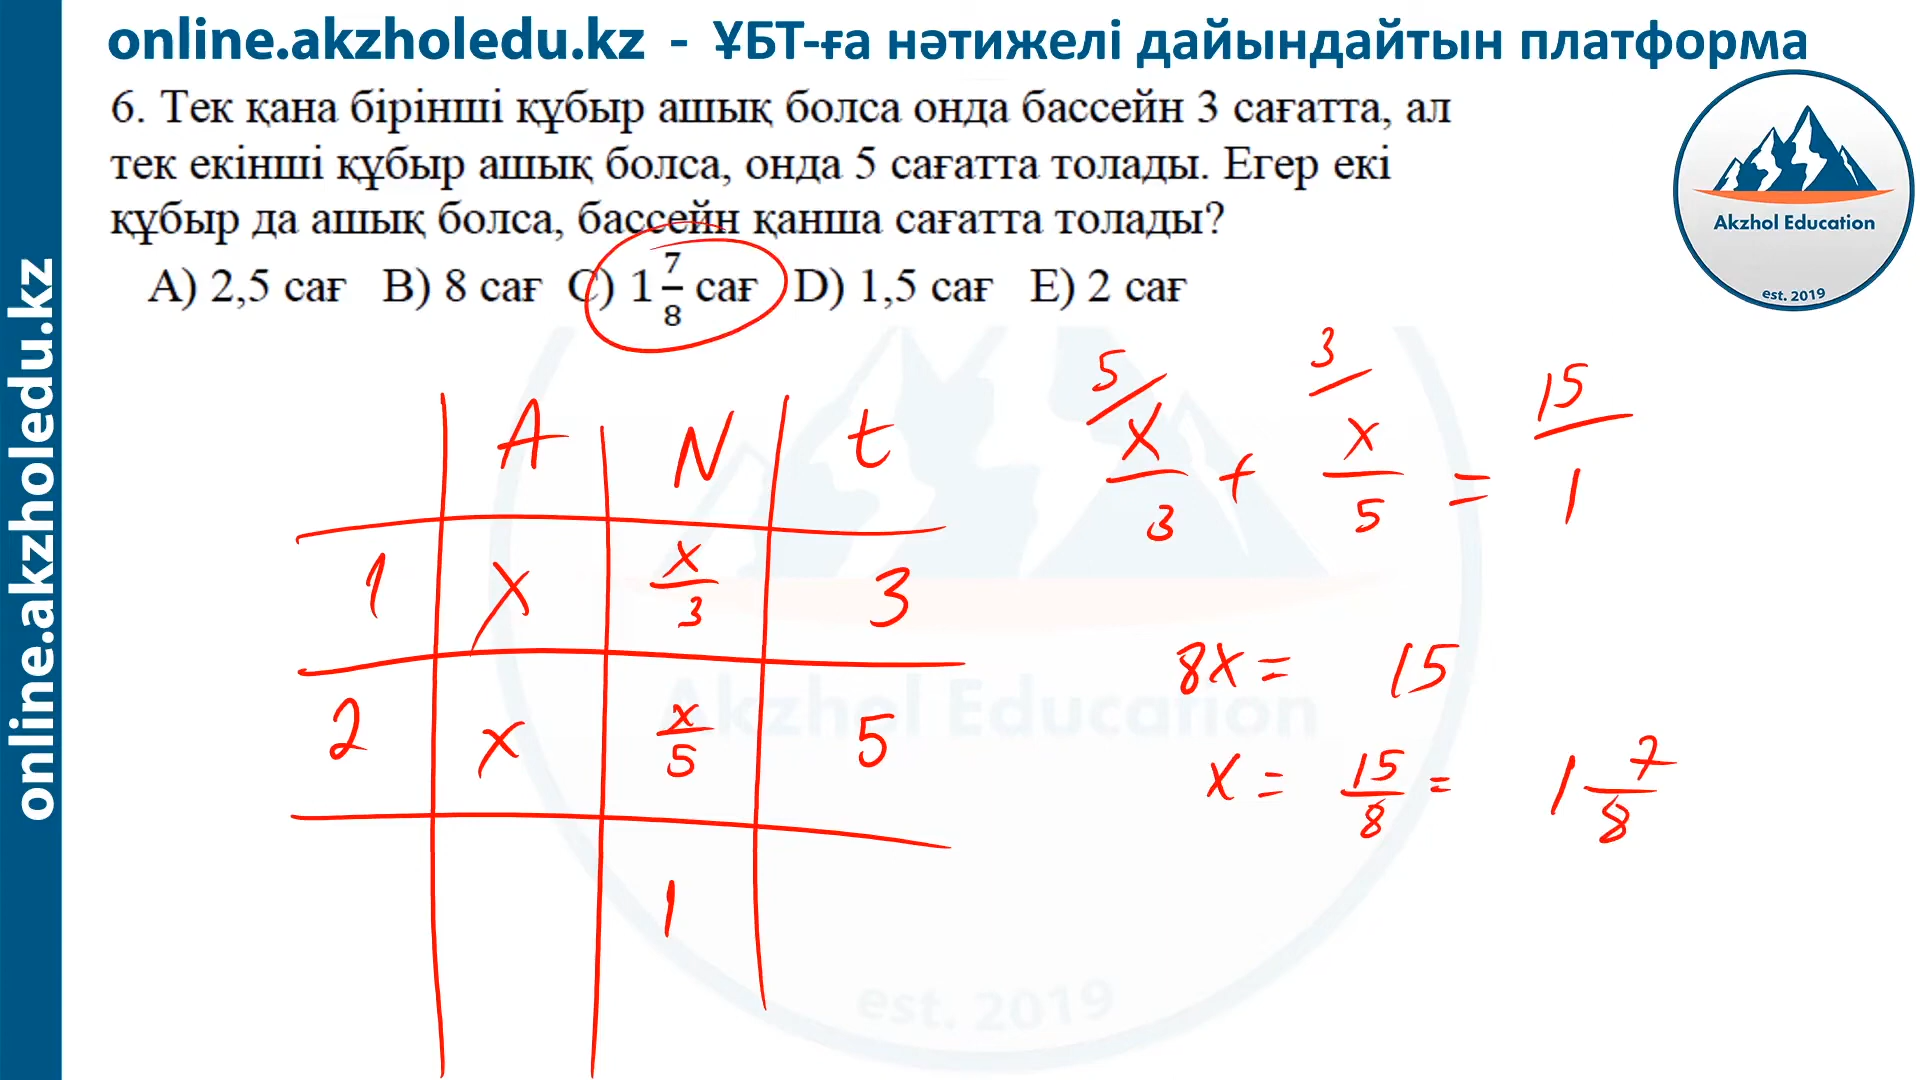 online.akzholedu.kz - ҰБТ-ға нәтижелі дайындайтын платформа
6. Тек қана бірінші құбыр ашық болса онда бассейн 3 сағатта, ал
тек екінші құбыр ашық болса, онда 5 сағатта толады. Егер екі
құбыр да ашық болса, бассейн қанша сағатта толады?
A) 2,5 сағ B) 8 сағ C) 1 7/8 сағ D) 1,5 сағ E) 2 сағ
Akzhol Education
est. 2019
online.akzholedu.kz
A N t
1 x x/3 3
2 x x/5 5
1
5/ 3/ 15/
x/3 + x/5 = 1
8x = 15
x = 15/8 = 1 7/8
Akzhol Education
est. 2019